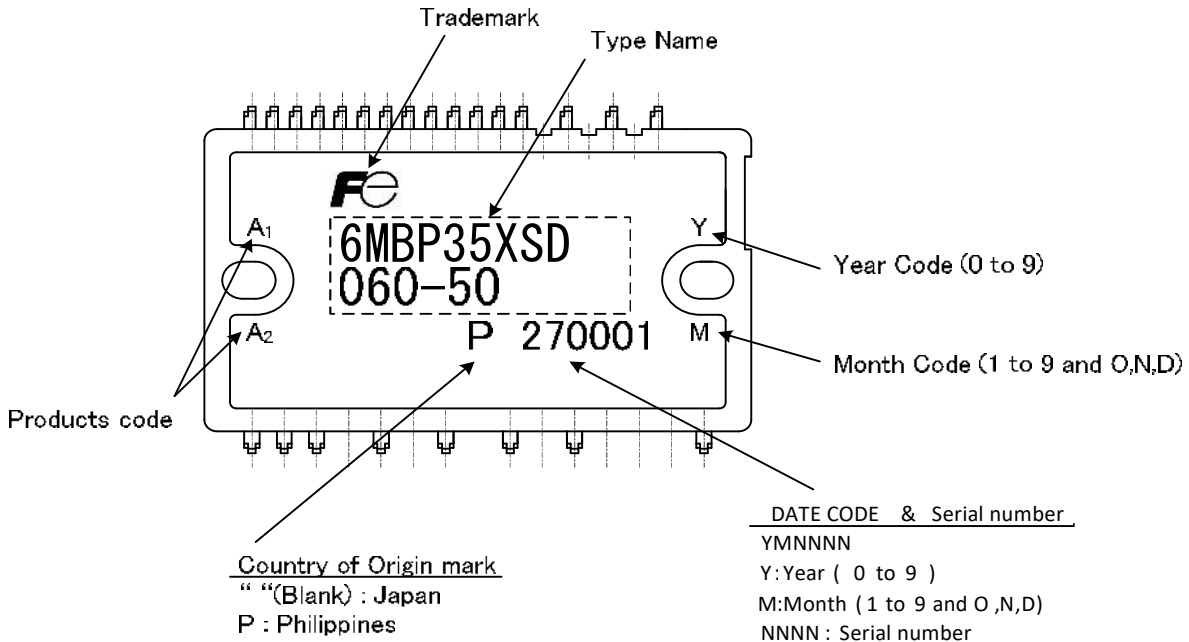 Trademark
Type Name
Fe
A1
6MBP35XSD
060-50
Y
Year Code (0 to 9)
A2
P 270001
M
Month Code (1 to 9 and O,N,D)
Products code
Country of Origin mark
“ “(Blank) : Japan
P : Philippines
DATE CODE & Serial number
YMNNNN
Y:Year ( 0 to 9 )
M:Month (1 to 9 and O ,N,D)
NNNN : Serial number